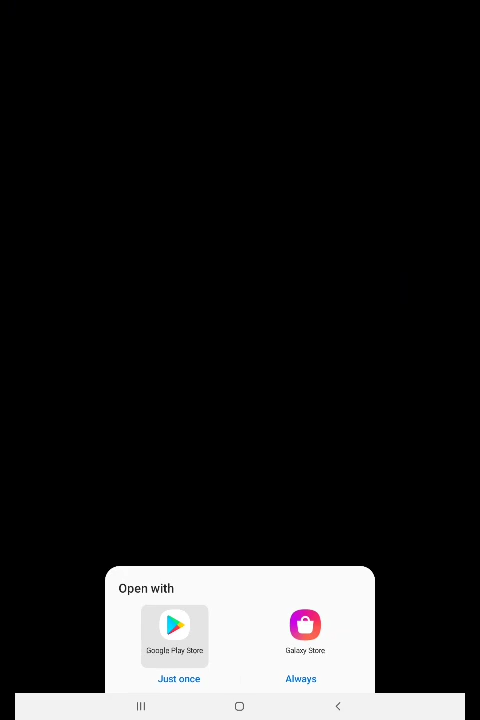 Open with
Google Play Store
Galaxy Store
Just once
Always